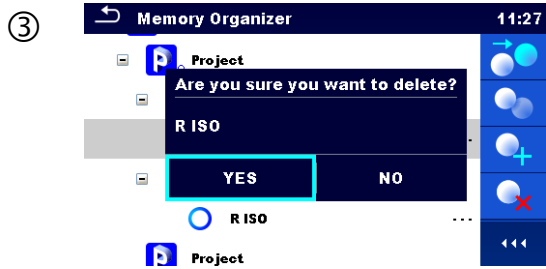 ③
Memory Organizer 11:27
Project
Are you sure you want to delete?
R ISO
YES NO
R ISO ...
Project